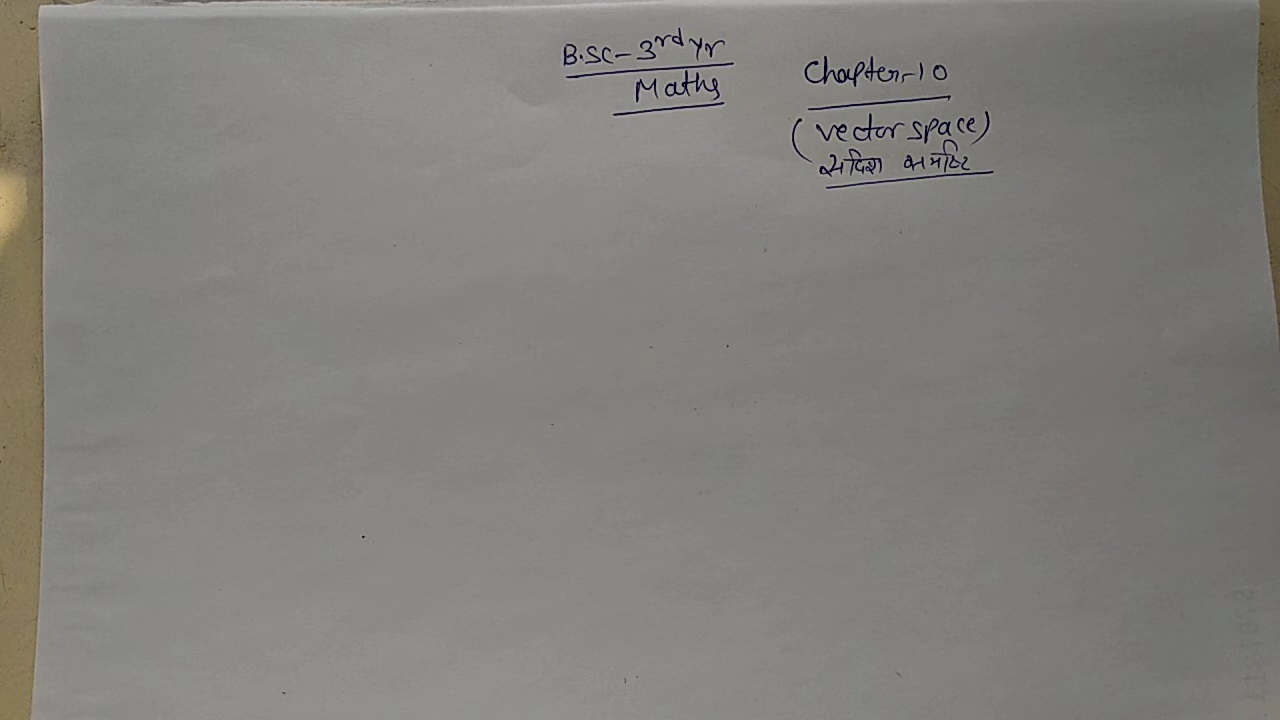 B.SC-3rd Yr
Maths
Chapter-10
(vector space)
सदिश समष्टि